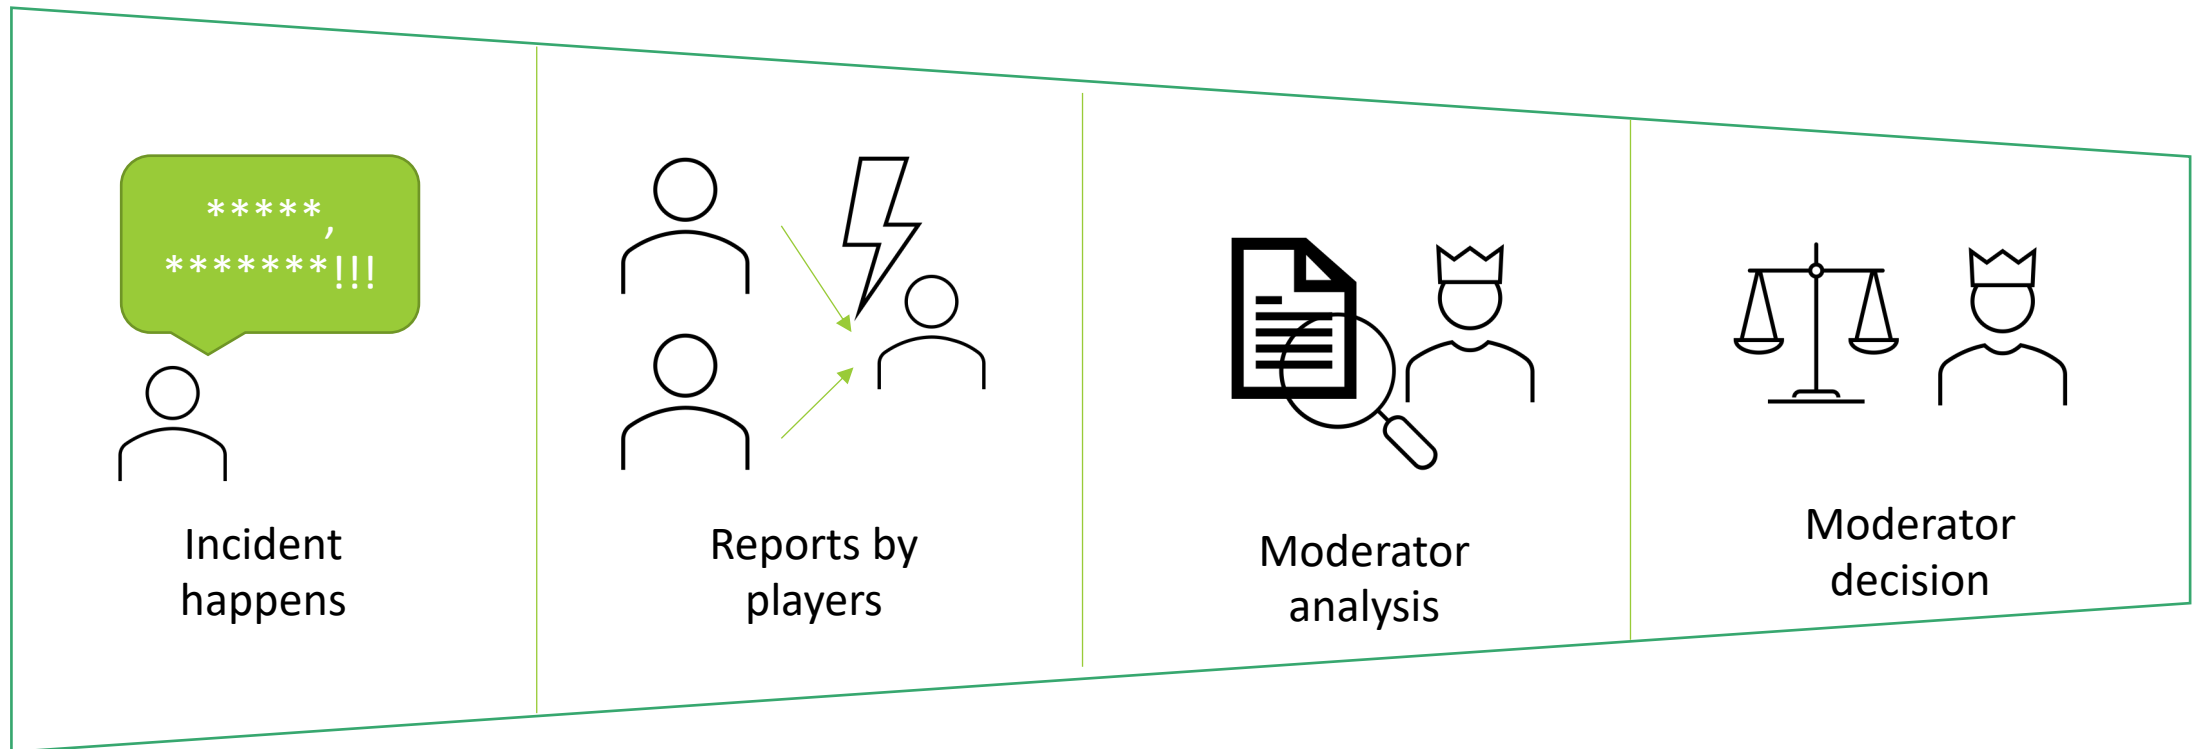 *****,
*******!!!
Incident
happens
Reports by
players
Moderator
analysis
Moderator
decision